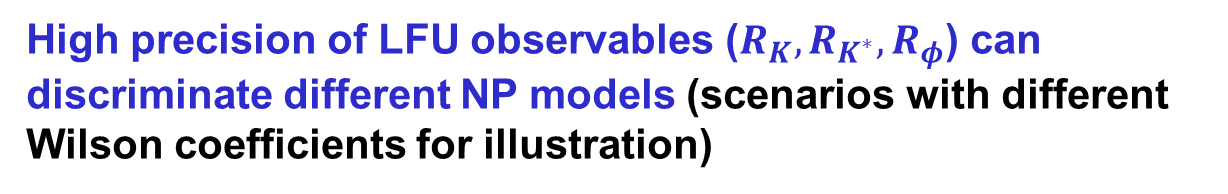 High precision of LFU observables (R_K, R_{K*}, R_ϕ) can
discriminate different NP models (scenarios with different
Wilson coefficients for illustration)